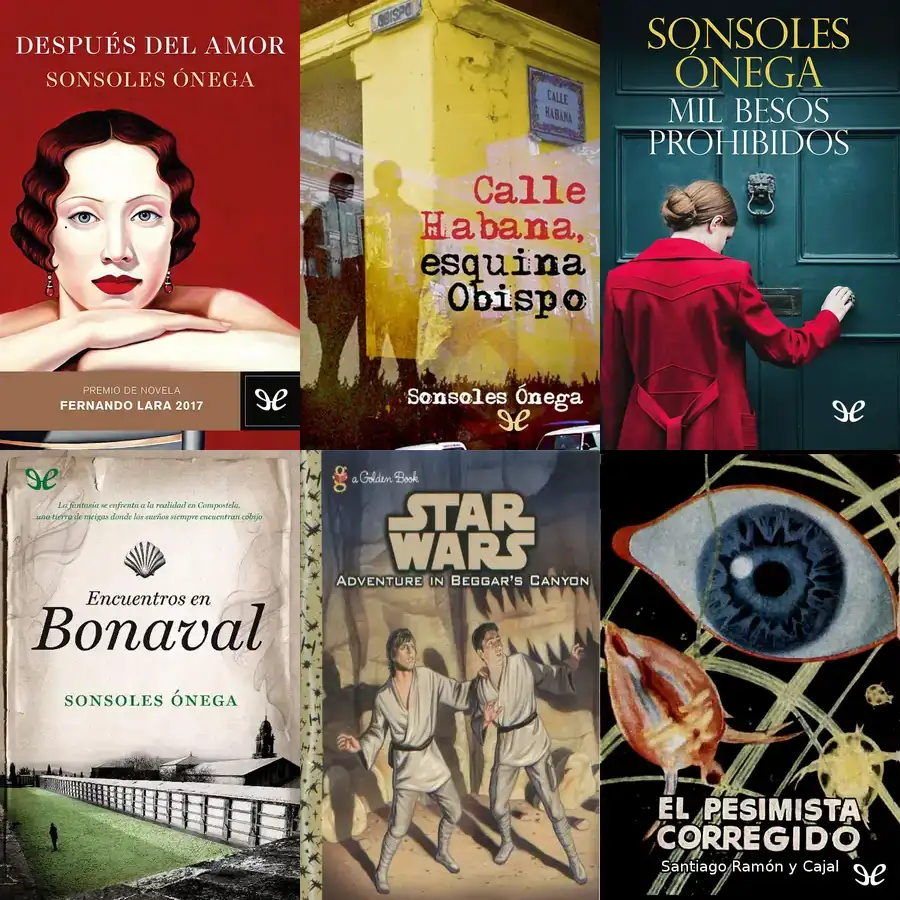 DESPUÉS DEL AMOR
SONSOLES ÓNEGA
PREMIO DE NOVELA
FERNANDO LARA 2017
OBISPO
CALLE
HABANA
Calle
Habana,
esquina
Obispo
Sonsoles Ónega
SONSOLES
ÓNEGA
MIL BESOS
PROHIBIDOS
La fantasía se enfrenta a la realidad en Compostela,
una tierra de meigas donde los sueños siempre encuentran cobijo
Encuentros en
Bonaval
SONSOLES ÓNEGA
a Golden Book
STAR
WARS
ADVENTURE IN BEGGAR'S CANYON
EL PESIMISTA
CORREGIDO
Santiago Ramón y Cajal